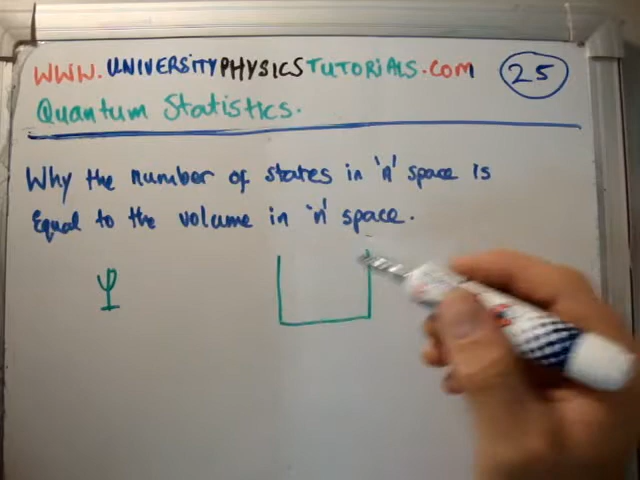 WWW.UNIVERSITYPHYSICSTUTORIALS.COM
25
Quantum Statistics.
Why the number of states in 'n' space is
Equal to the volume in 'n' space.
Ψ